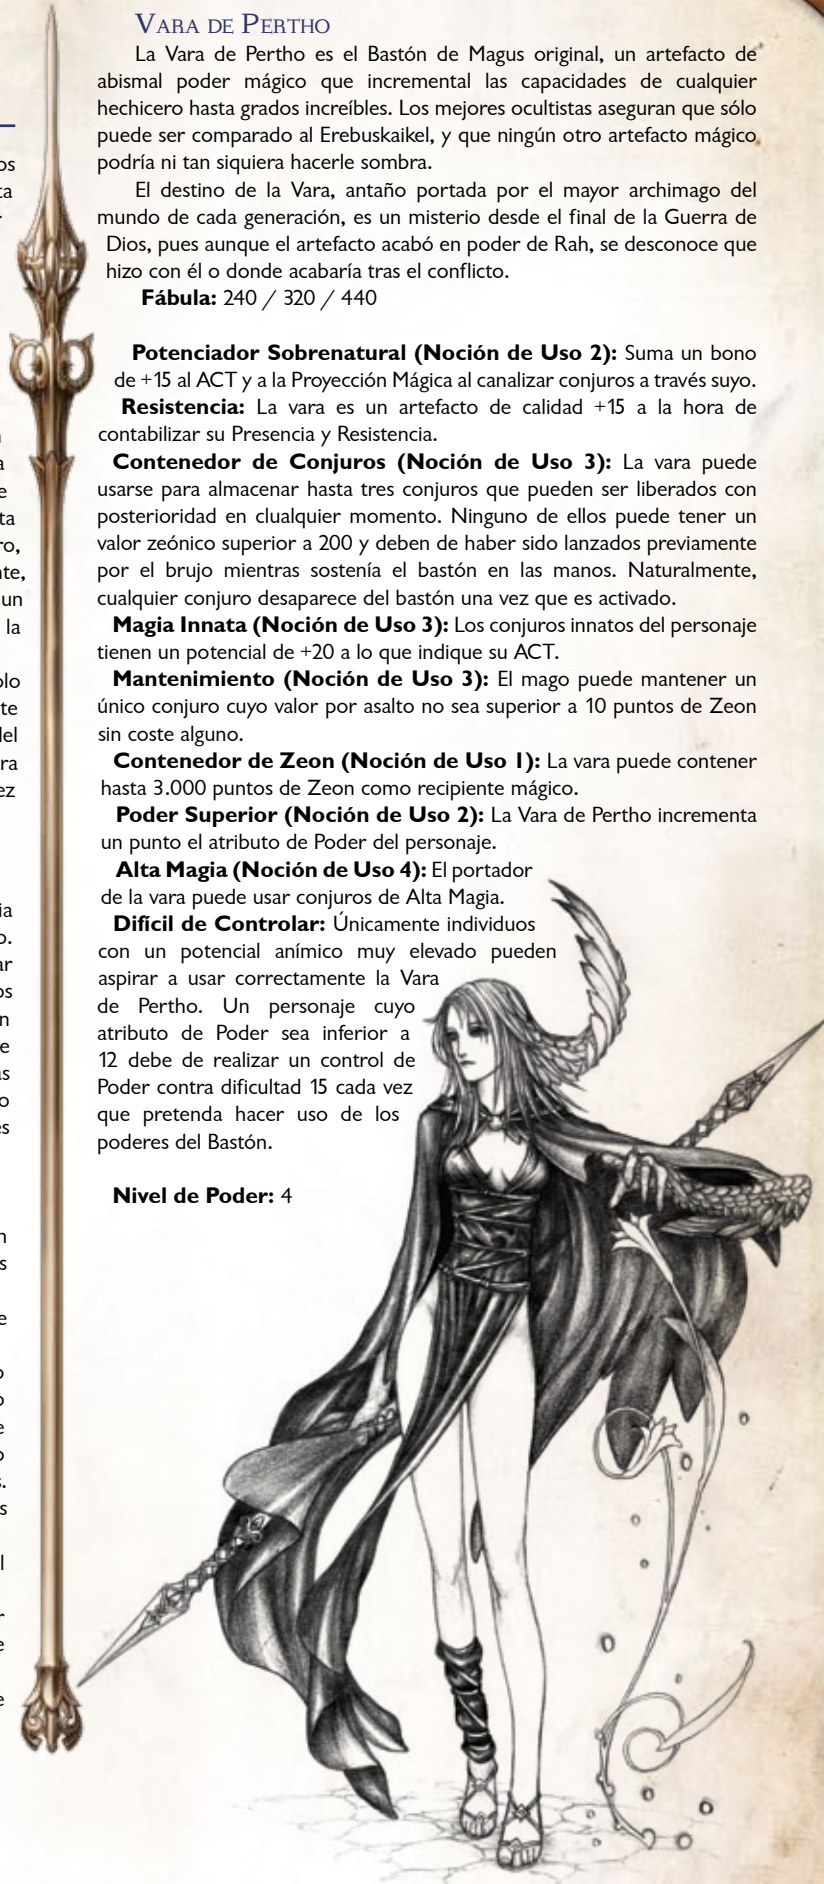 VARA DE PERTHO
La Vara de Pertho es el Bastón de Magus original, un artefacto de
abismal poder mágico que incremental las capacidades de cualquier
hechicero hasta grados increíbles. Los mejores ocultistas aseguran que sólo
puede ser comparado al Erebuskaikel, y que ningún otro artefacto mágico
podría ni tan siquiera hacerle sombra.
El destino de la Vara, antaño portada por el mayor archimago del
mundo de cada generación, es un misterio desde el final de la Guerra de
Dios, pues aunque el artefacto acabó en poder de Rah, se desconoce que
hizo con él o donde acabaría tras el conflicto.
Fábula: 240 / 320 / 440
Potenciador Sobrenatural (Noción de Uso 2): Suma un bono
de +15 al ACT y a la Proyección Mágica al canalizar conjuros a través suyo.
Resistencia: La vara es un artefacto de calidad +15 a la hora de
contabilizar su Presencia y Resistencia.
Contenedor de Conjuros (Noción de Uso 3): La vara puede
usarse para almacenar hasta tres conjuros que pueden ser liberados con
posterioridad en clualquier momento. Ninguno de ellos puede tener un
valor zeónico superior a 200 y deben de haber sido lanzados previamente
por el brujo mientras sostenía el bastón en las manos. Naturalmente,
cualquier conjuro desaparece del bastón una vez que es activado.
Magia Innata (Noción de Uso 3): Los conjuros innatos del personaje
tienen un potencial de +20 a lo que indique su ACT.
Mantenimiento (Noción de Uso 3): El mago puede mantener un
único conjuro cuyo valor por asalto no sea superior a 10 puntos de Zeon
sin coste alguno.
Contenedor de Zeon (Noción de Uso 1): La vara puede contener
hasta 3.000 puntos de Zeon como recipiente mágico.
Poder Superior (Noción de Uso 2): La Vara de Pertho incrementa
un punto el atributo de Poder del personaje.
Alta Magia (Noción de Uso 4): El portador
de la vara puede usar conjuros de Alta Magia.
Difícil de Controlar: Únicamente individuos
con un potencial anímico muy elevado pueden
aspirar a usar correctamente la Vara
de Pertho. Un personaje cuyo
atributo de Poder sea inferior a
12 debe de realizar un control de
Poder contra dificultad 15 cada vez
que pretenda hacer uso de los
poderes del Bastón.
Nivel de Poder: 4